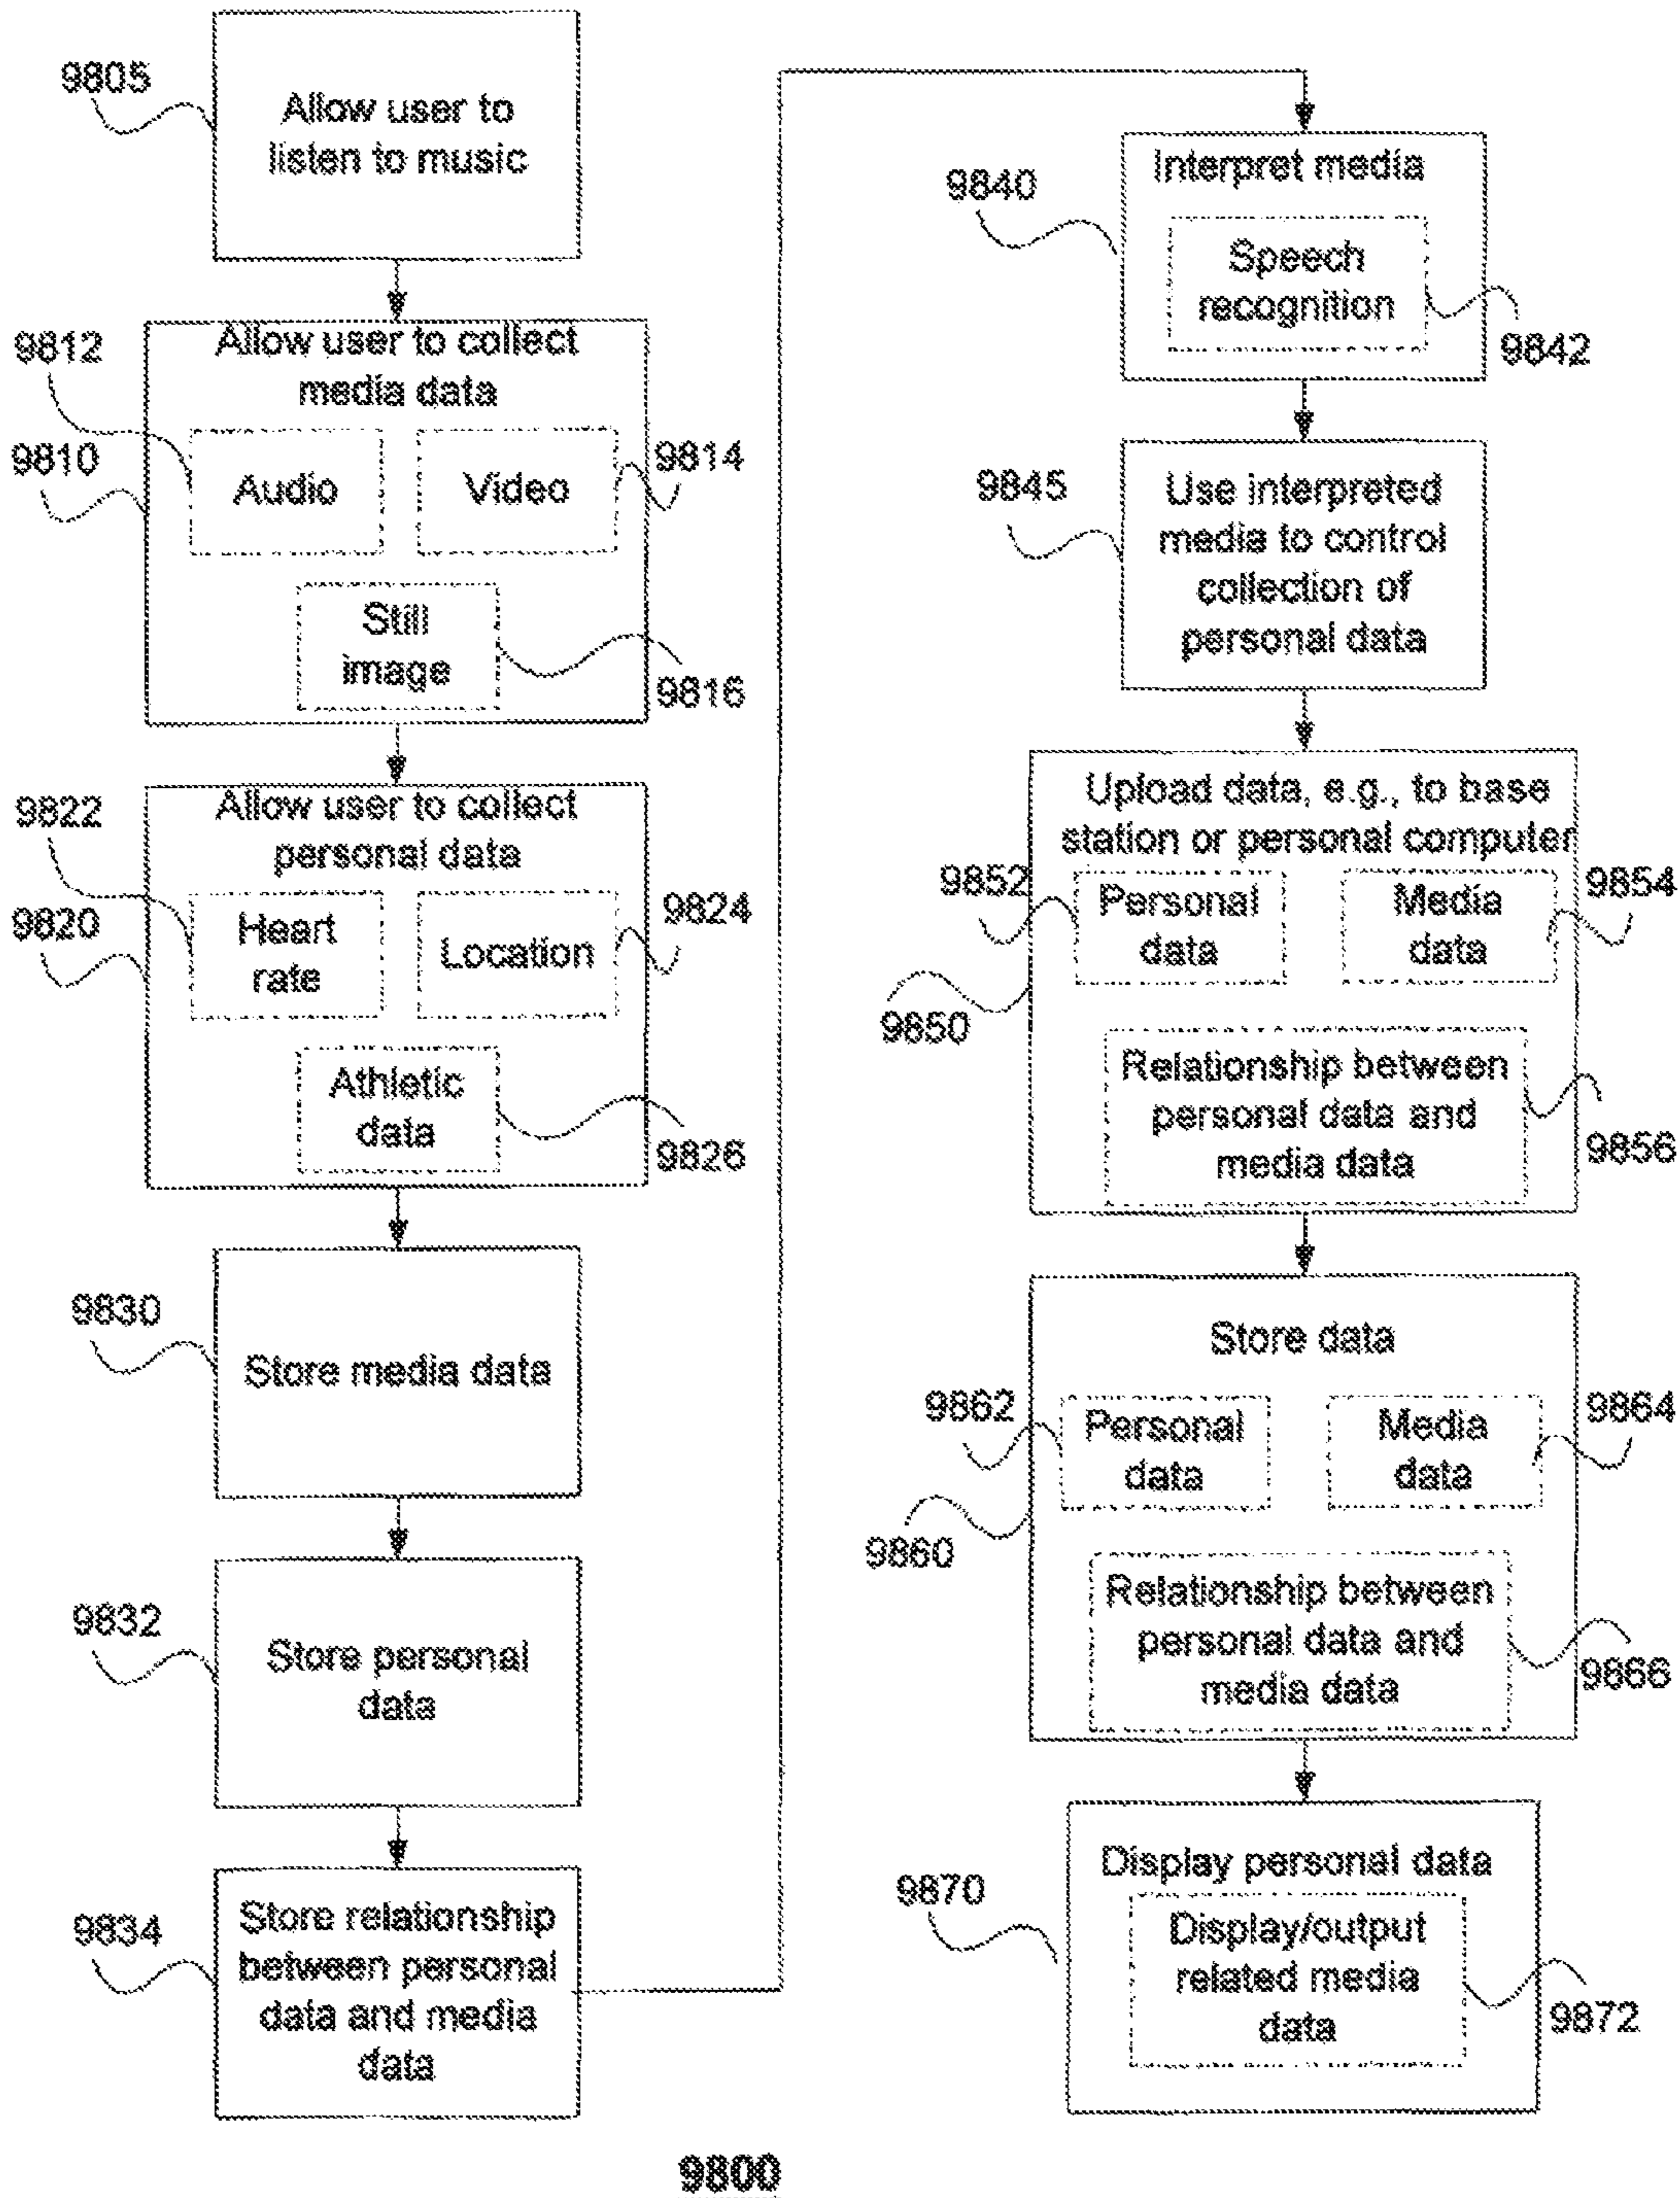 9805
Allow user to
listen to music
9812
9810
Allow user to collect
media data
Audio
Video
9814
Still
image
9816
9822
9820
Allow user to collect
personal data
Heart
rate
Location
9824
Athletic
data
9826
9830
Store media data
9832
Store personal
data
9834
Store relationship
between personal
data and media
data
9840
Interpret media
Speech
recognition
9842
9845
Use interpreted
media to control
collection of
personal data
Upload data, e.g., to base
station or personal computer
9852
Personal
data
Media
data
9854
9850
Relationship between
personal data and
media data
9856
Store data
9862
Personal
data
Media
data
9864
9860
Relationship between
personal data and
media data
9866
9870
Display personal data
Display/output
related media
data
9872
9800